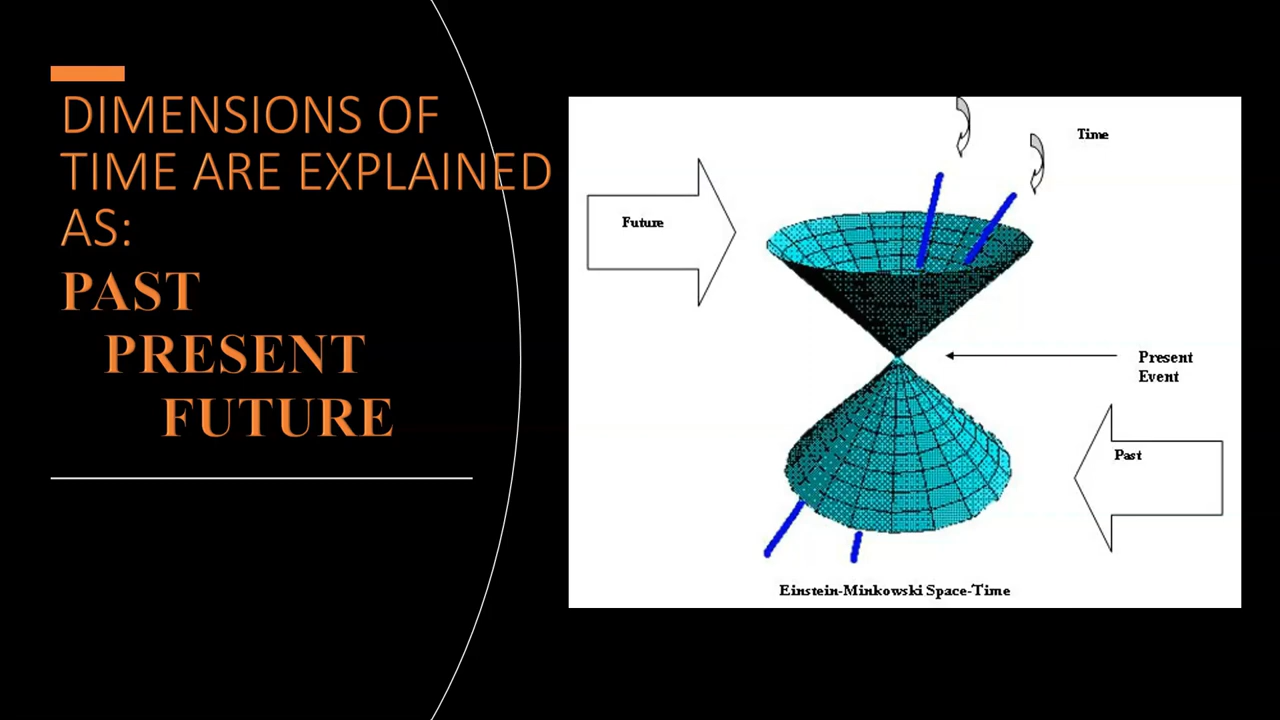 DIMENSIONS OF
TIME ARE EXPLAINED
AS:
PAST
PRESENT
FUTURE
Time
Future
Present
Event
Past
Einstein-Minkowski Space-Time